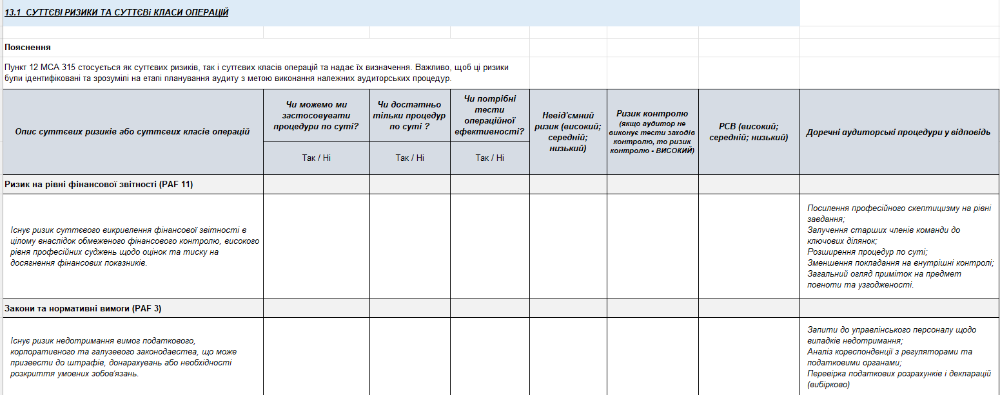 13.1 СУТТЄВІ РИЗИКИ ТА СУТТЄВі КЛАСИ ОПЕРАЦІЙ
Пояснення
Пункт 12 МСА 315 стосується як суттєвих ризиків, так і суттєвих класів операцій та надає їх визначення. Важливо, щоб ці ризики
були ідентифіковані та зрозумілі на етапі планування аудиту з метою виконання належних аудиторських процедур.
Опис суттєвих ризиків або суттєвих класів операцій
Чи можемо ми
застосовувати
процедури по суті?
Так / Ні
Чи достатньо
тільки процедур
по суті ?
Так / Ні
Чи потрібні
тести
операційної
ефективності?
Так / Ні
Невід'ємний
ризик (високий;
середній;
низький)
Ризик контролю
(якщо аудитор не
виконує тести заходів
контролю, то ризик
контролю - ВИСОКИЙ)
РСВ (високий;
середній; низький)
Доречні аудиторські процедури у відповідь
Ризик на рівні фінансової звітності (PAF 11)
Існує ризик суттєвого викривлення фінансової звітності в
цілому внаслідок обмеженого фінансового контролю, високого
рівня професійних суджень щодо оцінок та тиску на
досягнення фінансових показників.
Посилення професійного скептицизму на рівні
завдання;
Залучення старших членів команди до
ключових ділянок;
Розширення процедур по суті;
Зменшення покладання на внутрішні контролі;
Загальний огляд приміток на предмет
повноти та узгодженості.
Закони та нормативні вимоги (PAF 3)
Існує ризик недотримання вимог податкового,
корпоративного та галузевого законодавства, що може
призвести до штрафів, донарахувань або необхідності
розкриття умовних зобов'язань.
Запити до управлінського персоналу щодо
випадків недотримання;
Аналіз кореспонденції з регуляторами та
податковими органами;
Перевірка податкових розрахунків і декларацій
(вибірково)